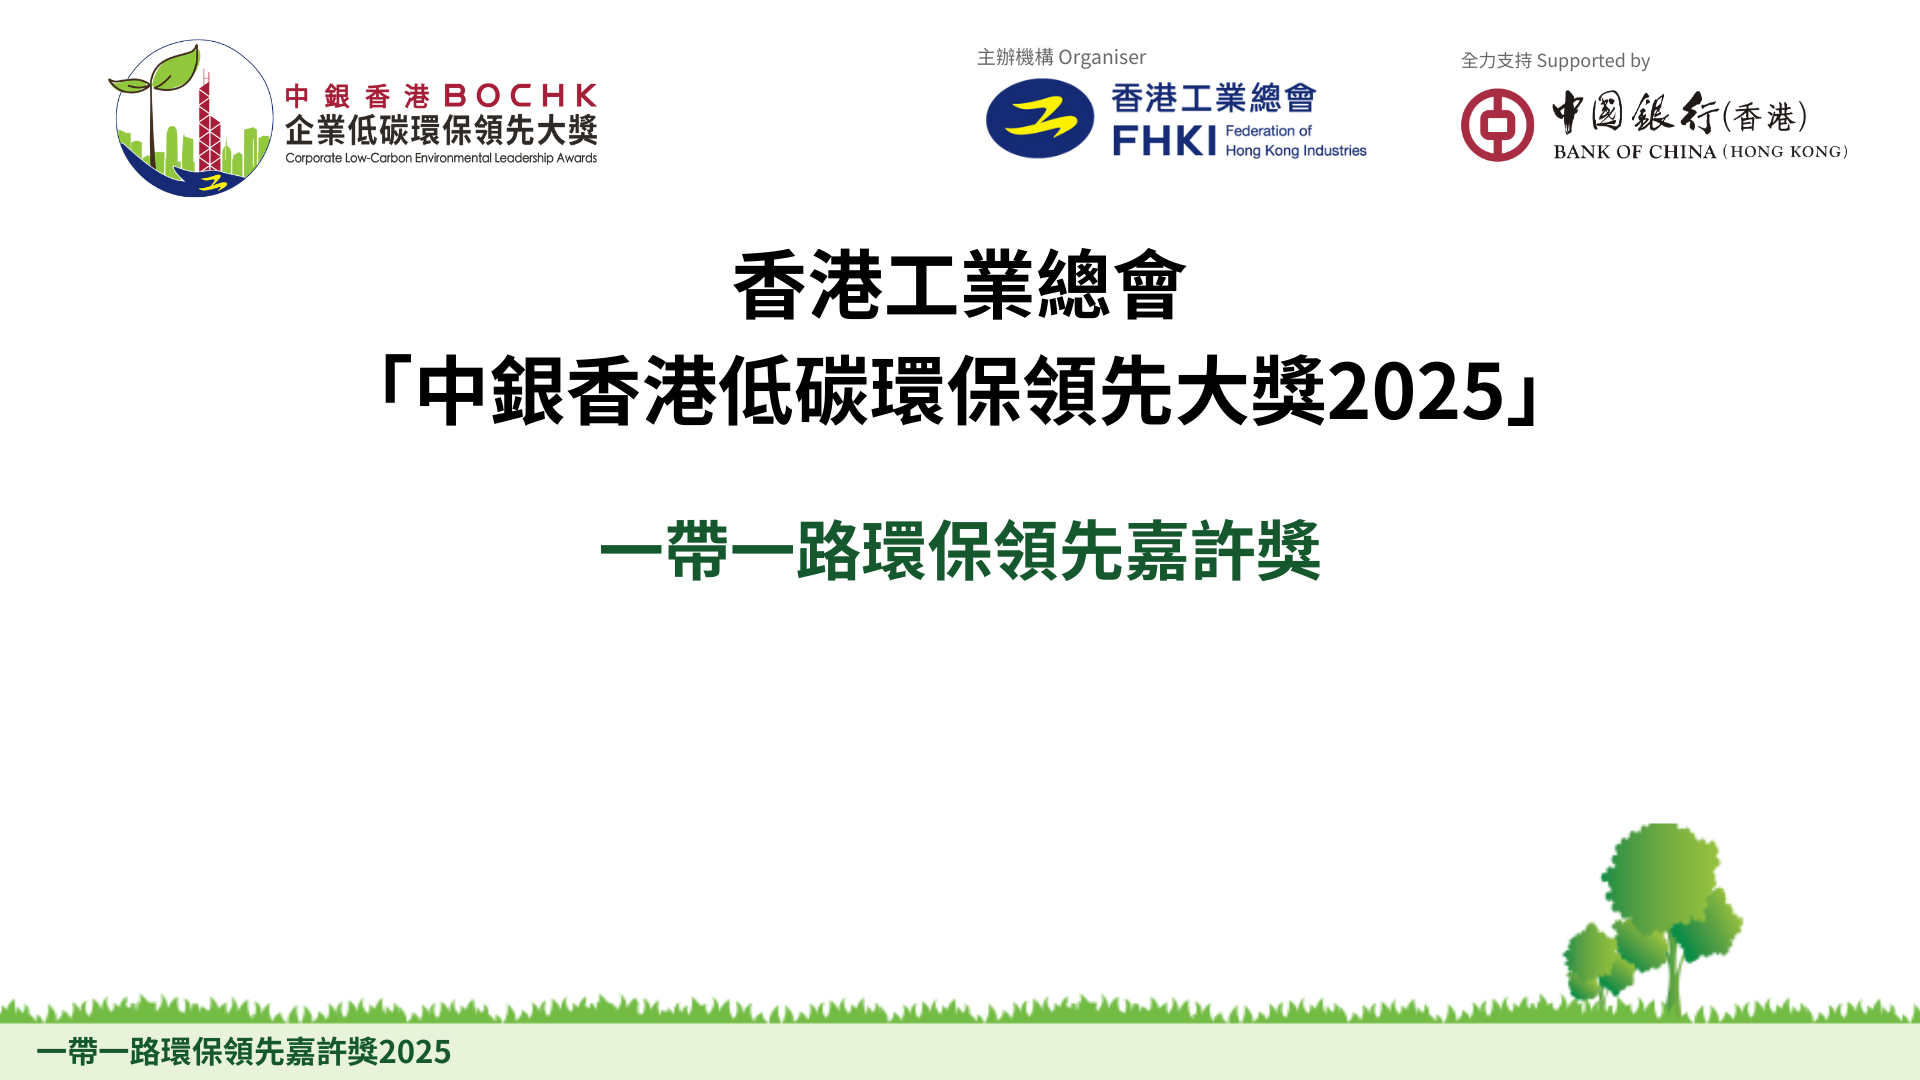 中銀香港BOCHK
企業低碳環保領先大獎
Corporate Low-Carbon Environmental Leadership Awards
主辦機構 Organiser
香港工業總會
FHKI Federation of
Hong Kong Industries
全力支持 Supported by
中國銀行(香港)
BANK OF CHINA (HONG KONG)
香港工業總會
「中銀香港低碳環保領先大獎2025」
一帶一路環保領先嘉許獎
一帶一路環保領先嘉許獎2025